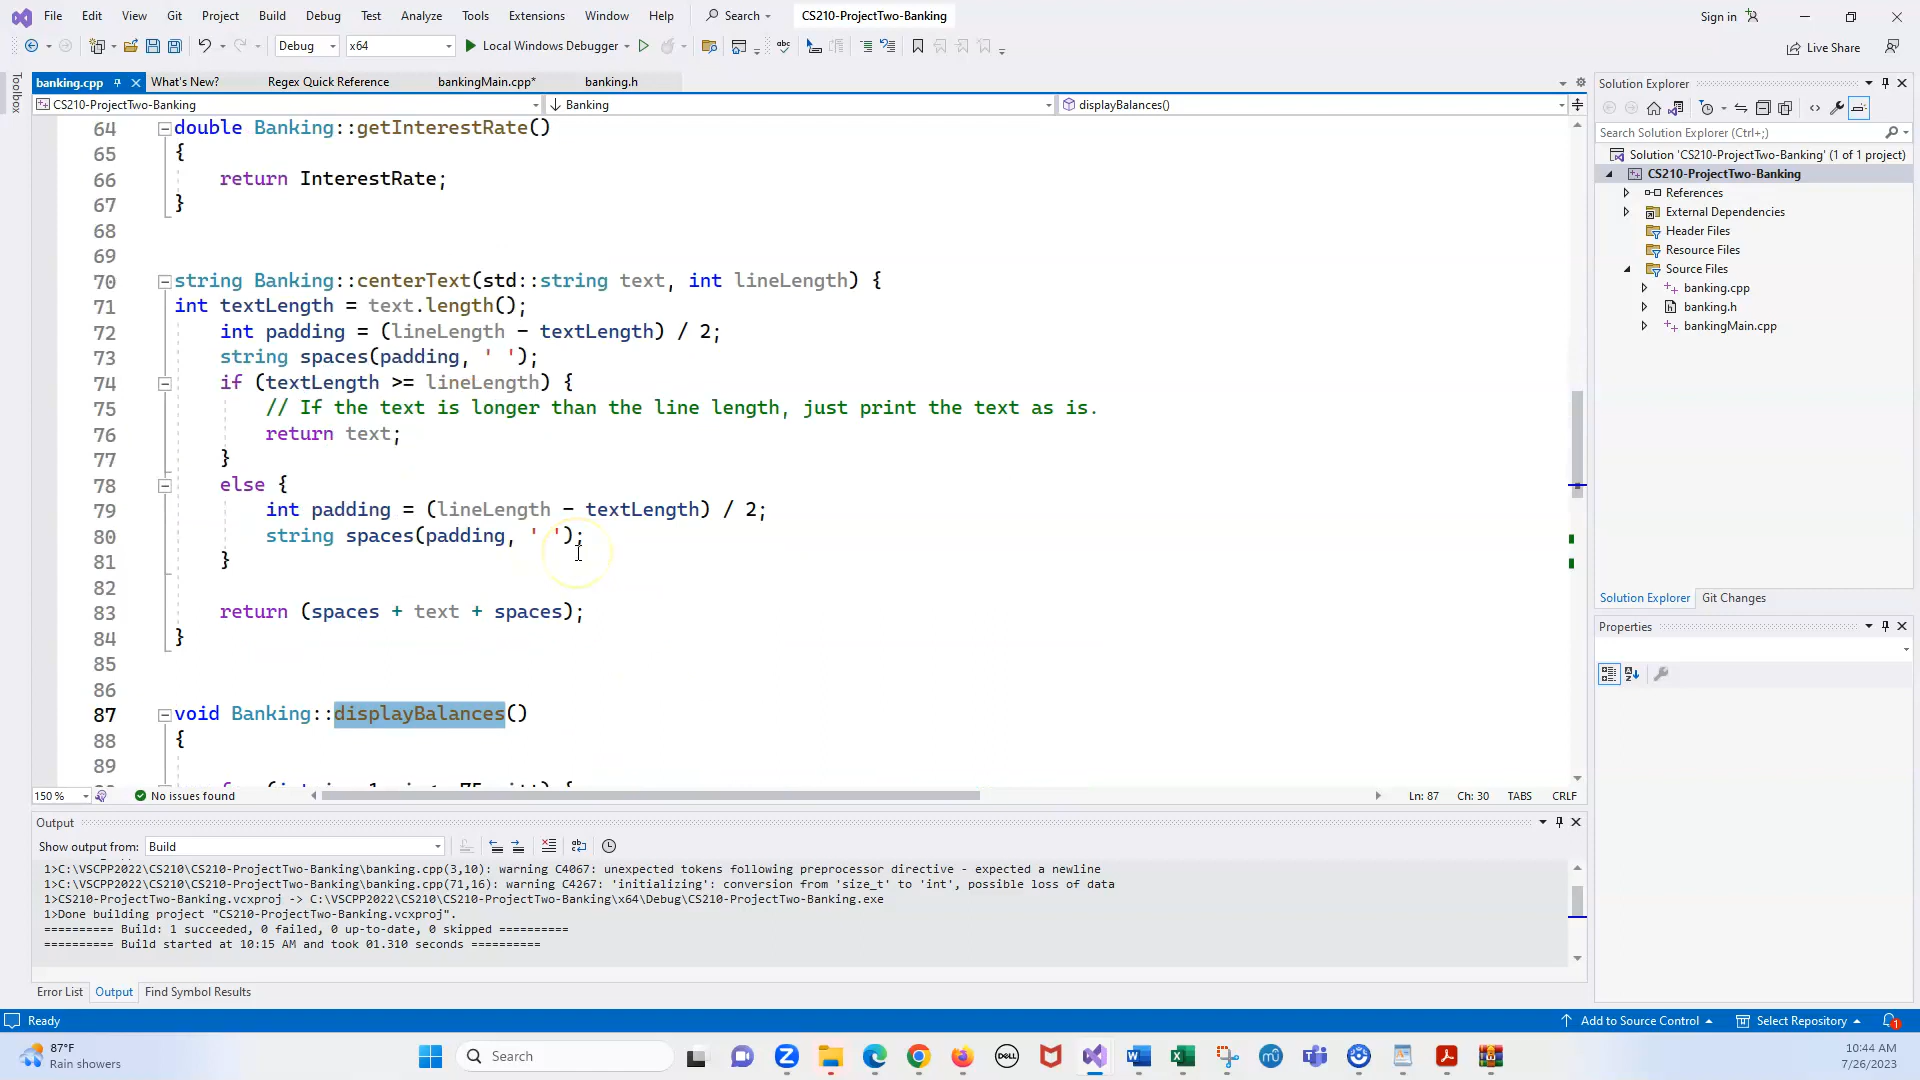 File Edit View Git Project Build Debug Test Analyze Tools Extensions Window Help Search CS210-ProjectTwo-Banking Sign in
Debug x64 Local Windows Debugger Live Share
Toolbox
banking.cpp What's New? Regex Quick Reference bankingMain.cpp* banking.h
CS210-ProjectTwo-Banking Banking displayBalances()
64 double Banking::getInterestRate()
65 {
66 return InterestRate;
67 }
68
69
70 string Banking::centerText(std::string text, int lineLength) {
71 int textLength = text.length();
72 int padding = (lineLength - textLength) / 2;
73 string spaces(padding, ' ');
74 if (textLength >= lineLength) {
75 // If the text is longer than the line length, just print the text as is.
76 return text;
77 }
78 else {
79 int padding = (lineLength - textLength) / 2;
80 string spaces(padding, ' ');
81 }
82
83 return (spaces + text + spaces);
84 }
85
86
87 void Banking::displayBalances()
88 {
89
150 % No issues found Ln: 87 Ch: 30 TABS CRLF
Output
Show output from: Build
1>C:\VSCPP2022\CS210\CS210-ProjectTwo-Banking\banking.cpp(3,10): warning C4067: unexpected tokens following preprocessor directive - expected a newline
1>C:\VSCPP2022\CS210\CS210-ProjectTwo-Banking\banking.cpp(71,16): warning C4267: 'initializing': conversion from 'size_t' to 'int', possible loss of data
1>CS210-ProjectTwo-Banking.vcxproj -> C:\VSCPP2022\CS210\CS210-ProjectTwo-Banking\x64\Debug\CS210-ProjectTwo-Banking.exe
1>Done building project "CS210-ProjectTwo-Banking.vcxproj".
========== Build: 1 succeeded, 0 failed, 0 up-to-date, 0 skipped ==========
========== Build started at 10:15 AM and took 01.310 seconds ==========
Error List Output Find Symbol Results
Solution Explorer
Search Solution Explorer (Ctrl+;)
Solution 'CS210-ProjectTwo-Banking' (1 of 1 project)
CS210-ProjectTwo-Banking
References
External Dependencies
Header Files
Resource Files
Source Files
banking.cpp
banking.h
bankingMain.cpp
Solution Explorer Git Changes
Properties
Ready Add to Source Control Select Repository 1
87°F
Rain showers
Search
DELL
10:44 AM
7/26/2023